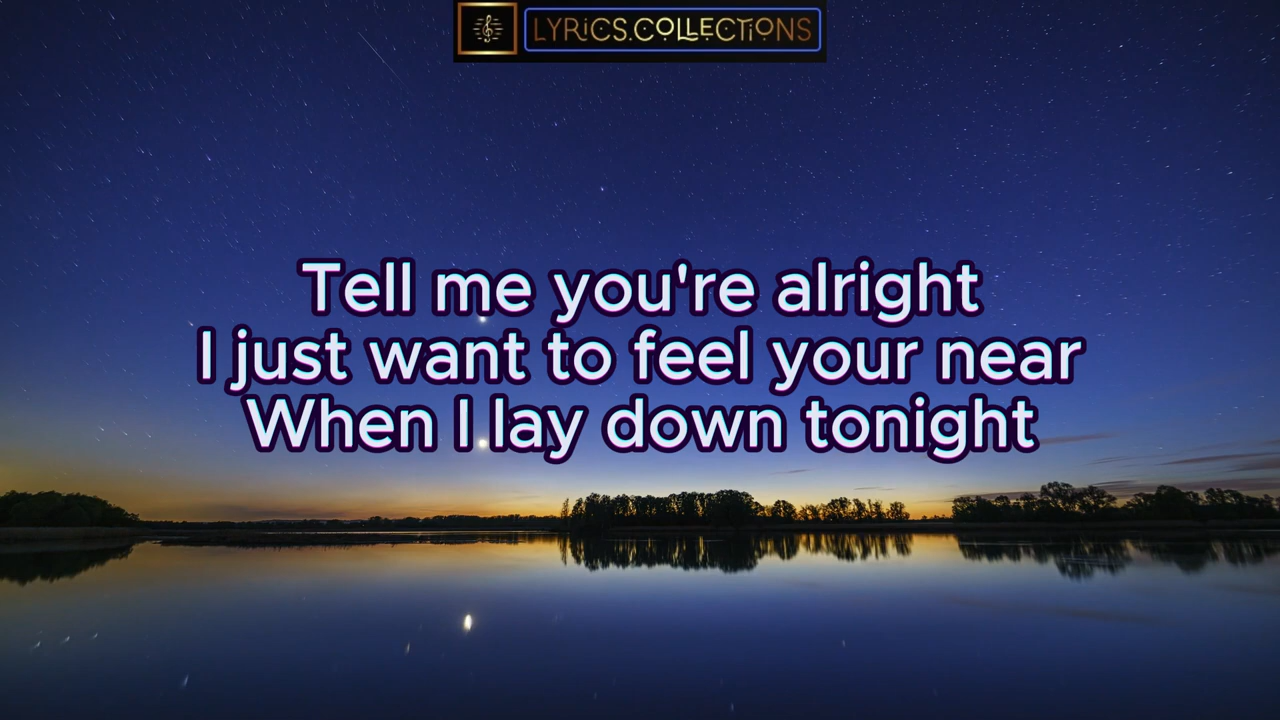 LYRICS.COLLECTIONS
Tell me you're alright
I just want to feel your near
When I lay down tonight